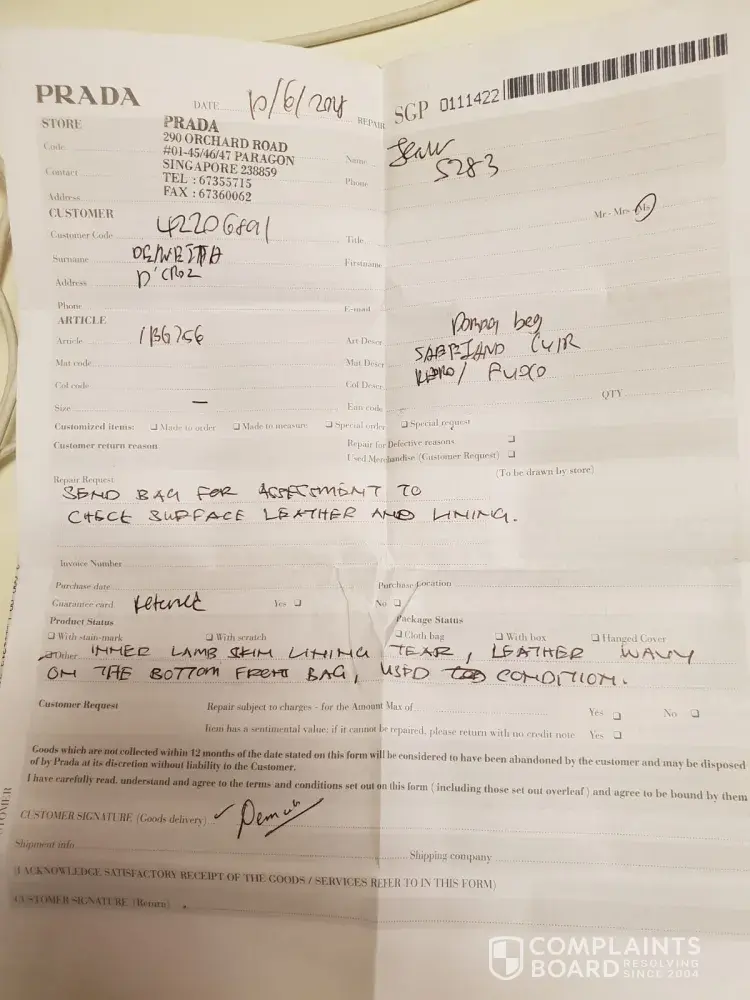 PRADA
DATE 10/6/2018
REPAIR SGP 0111422
STORE
PRADA
290 ORCHARD ROAD
#01-45/46/47 PARAGON
SINGAPORE 238859
TEL : 67355715
FAX : 67360062
Code
Contact
Address
Name
Phone 5283
CUSTOMER
Mr - Mrs - Ms
Customer Code 42206891
Title
Surname
Firstname
Address D'CROZ
Phone
E-mail
ARTICLE
Article 1BG756
Art Descr
Mat code
Mat Descr CUIR
Col code
Col Descr
Size —
Ean code
QTY
Customized items: Made to order Made to measure Special order Special request
Customer return reason
Repair for Defective reasons
Used Merchandise (Customer Request)
(To be drawn by store)
Repair Request
SEND BAG FOR ASSESSMENT TO
CHECK SURFACE LEATHER AND LINING.
Invoice Number
Purchase date
Purchase Location
Guarantee card Yes No
Product Status
Package Status
With stain-mark With scratch Cloth bag With box Hanged Cover
Other INNER LAMB SKIN LINING TEAR, LEATHER WAVY
ON THE BOTTOM FRONT BAG, USED CONDITION.
Customer Request
Repair subject to charges - for the Amount Max of Yes No
Item has a sentimental value: if it cannot be repaired, please return with no credit note Yes
Goods which are not collected within 12 months of the date stated on this form will be considered to have been abandoned by the customer and may be disposed
of by Prada at its discretion without liability to the Customer.
I have carefully read, understand and agree to the terms and conditions set out on this form ( including those set out overleaf ) and agree to be bound by them
CUSTOMER SIGNATURE (Goods delivery)
Shipment info
Shipping company
(I ACKNOWLEDGE SATISFACTORY RECEIPT OF THE GOODS / SERVICES REFER TO IN THIS FORM)
CUSTOMER SIGNATURE (Return)
COMPLAINTS
BOARD
RESOLVING
SINCE 2004